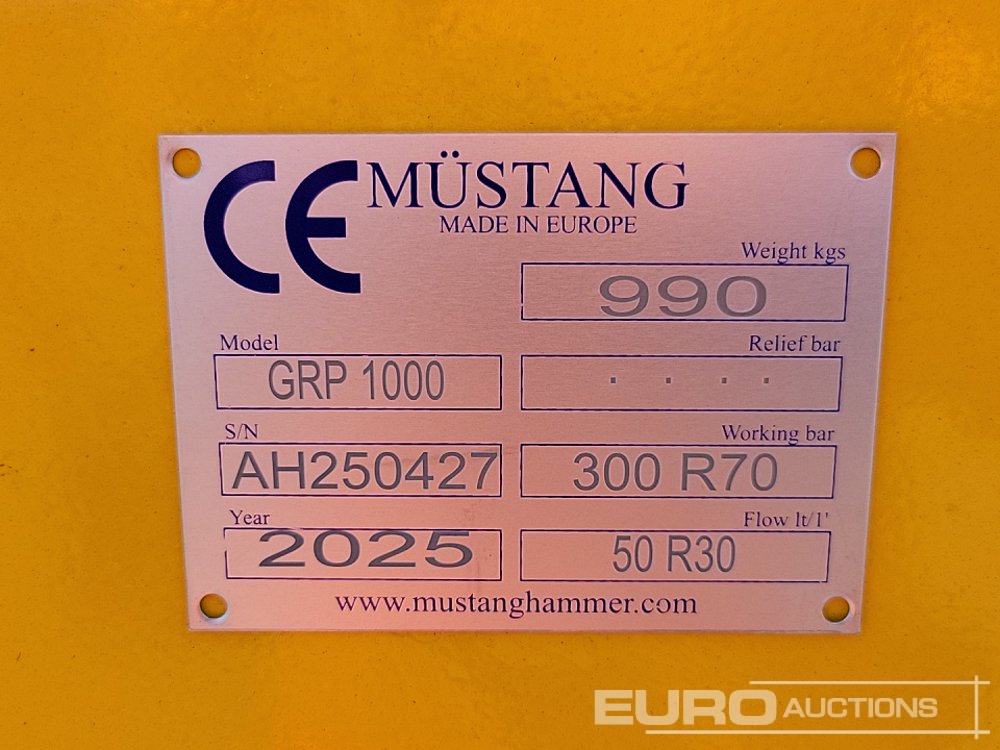 CE MÜSTANG
MADE IN EUROPE
Weight kgs
990
Model
GRP 1000
Relief bar
. . . .
S/N
AH250427
Working bar
300 R70
Year
2025
Flow lt/1'
50 R30
www.mustanghammer.com
EURO AUCTIONS